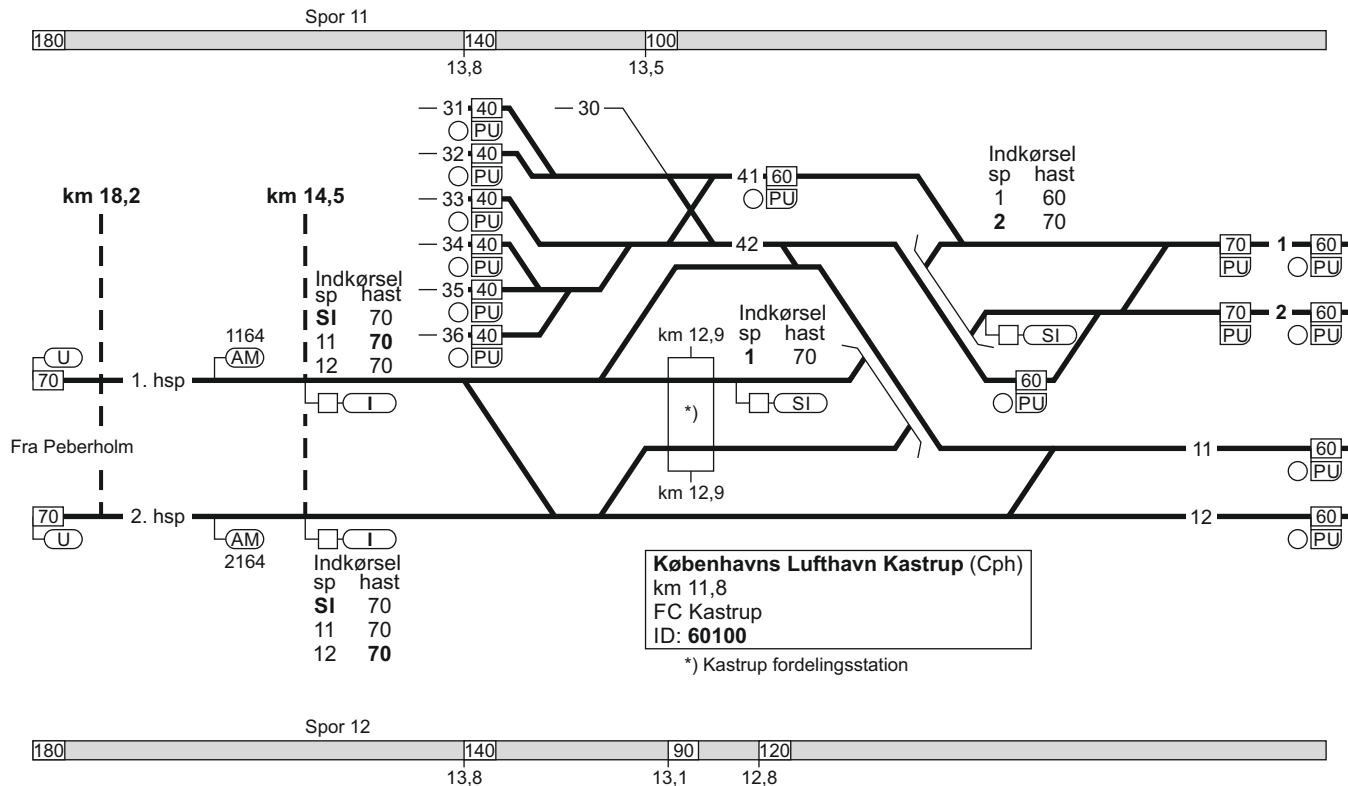 Spor 11
180 140 100
13,8 13,5
31 40 30
PU
32 40
PU
41 60
PU
Indkørsel
sp hast
1 60
2 70
km 18,2 km 14,5
33 40
PU
34 40
PU
42
70 1 60
PU PU
Indkørsel
sp hast
SI 70
11 70
12 70
35 40
PU
36 40
PU
Indkørsel
sp hast
1 70
km 12,9
70 2 60
PU PU
SI
1164
U AM
70 1. hsp
I
*)
SI
60
PU
Fra Peberholm
km 12,9
11 60
PU
70 2. hsp
U AM
2164
I
12 60
PU
Indkørsel
sp hast
SI 70
11 70
12 70
Københavns Lufthavn Kastrup (Cph)
km 11,8
FC Kastrup
ID: 60100
*) Kastrup fordelingsstation
Spor 12
180 140 90 120
13,8 13,1 12,8